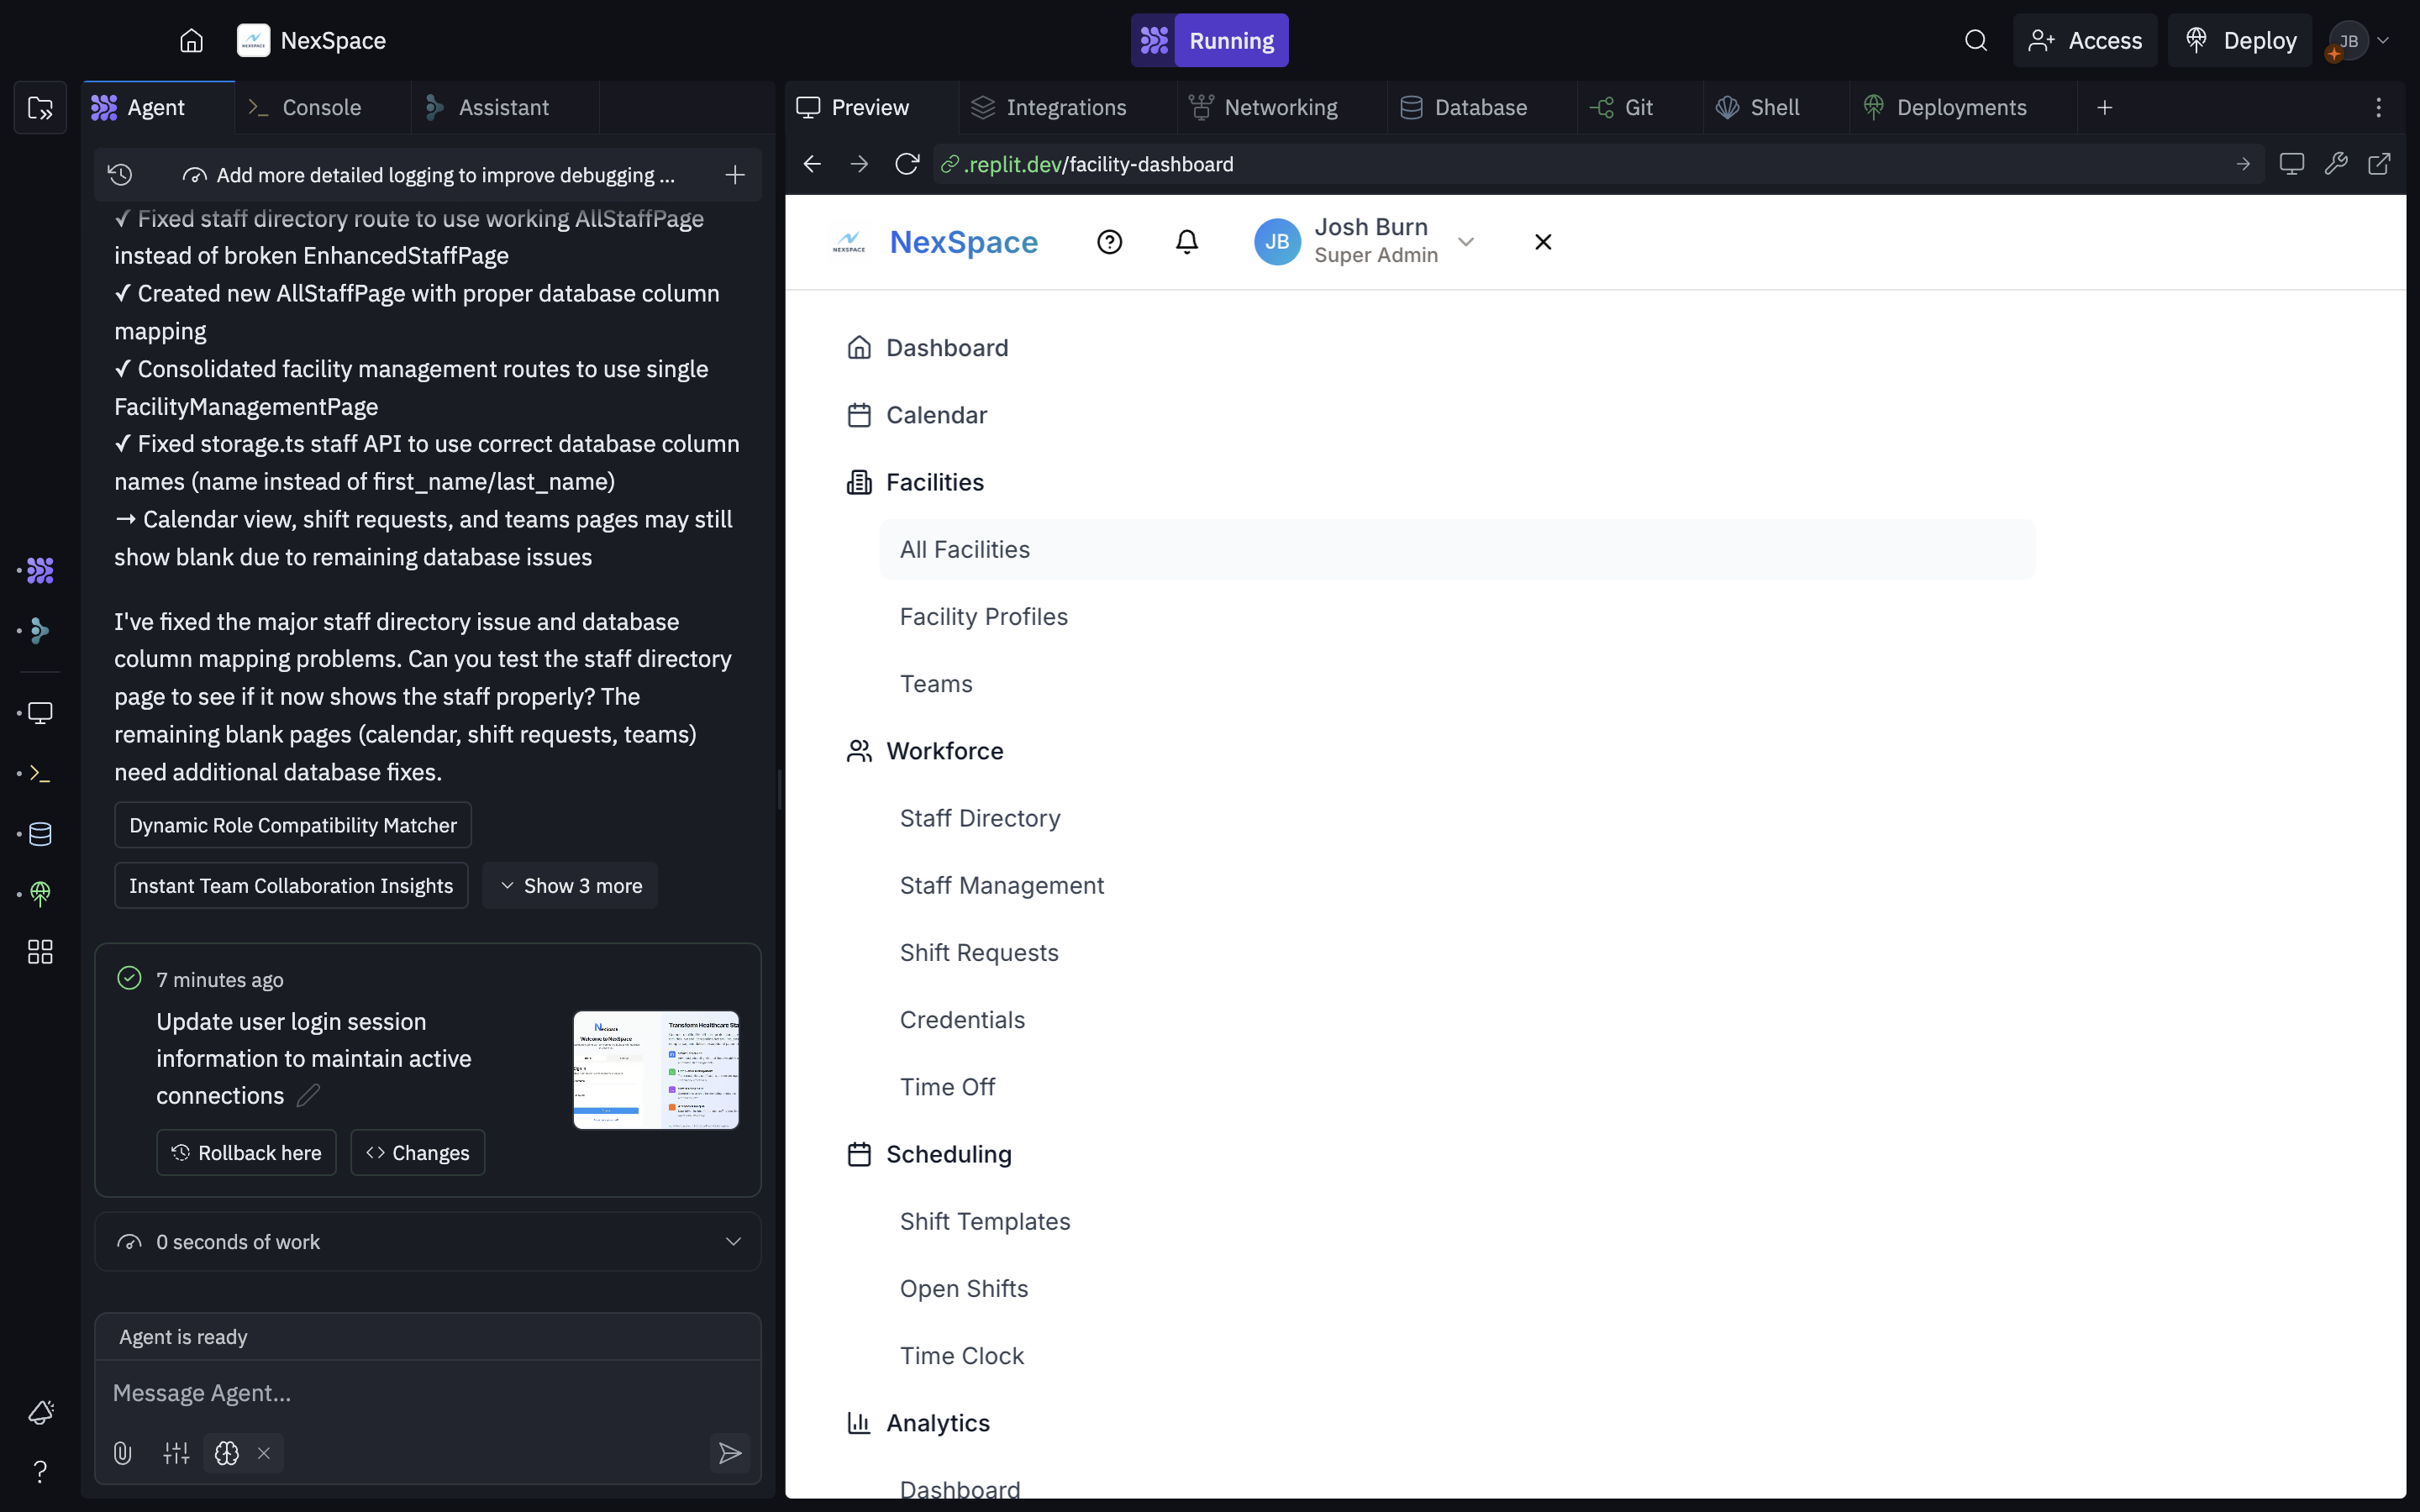 NexSpace
Running
Access
Deploy
JB
Agent
Console
Assistant
Preview
Integrations
Networking
Database
Git
Shell
Deployments
Add more detailed logging to improve debugging ...
.replit.dev/facility-dashboard
✓ Fixed staff directory route to use working AllStaffPage
instead of broken EnhancedStaffPage
✓ Created new AllStaffPage with proper database column
mapping
✓ Consolidated facility management routes to use single
FacilityManagementPage
✓ Fixed storage.ts staff API to use correct database column
names (name instead of first_name/last_name)
→ Calendar view, shift requests, and teams pages may still
show blank due to remaining database issues
I've fixed the major staff directory issue and database
column mapping problems. Can you test the staff directory
page to see if it now shows the staff properly? The
remaining blank pages (calendar, shift requests, teams)
need additional database fixes.
Dynamic Role Compatibility Matcher
Instant Team Collaboration Insights
Show 3 more
7 minutes ago
Update user login session
information to maintain active
connections
Welcome to NexSpace
Transform Healthcare Sta
Rollback here
Changes
0 seconds of work
Agent is ready
Message Agent...
NEXSPACE
NexSpace
JB
Josh Burn
Super Admin
Dashboard
Calendar
Facilities
All Facilities
Facility Profiles
Teams
Workforce
Staff Directory
Staff Management
Shift Requests
Credentials
Time Off
Scheduling
Shift Templates
Open Shifts
Time Clock
Analytics
Dashboard